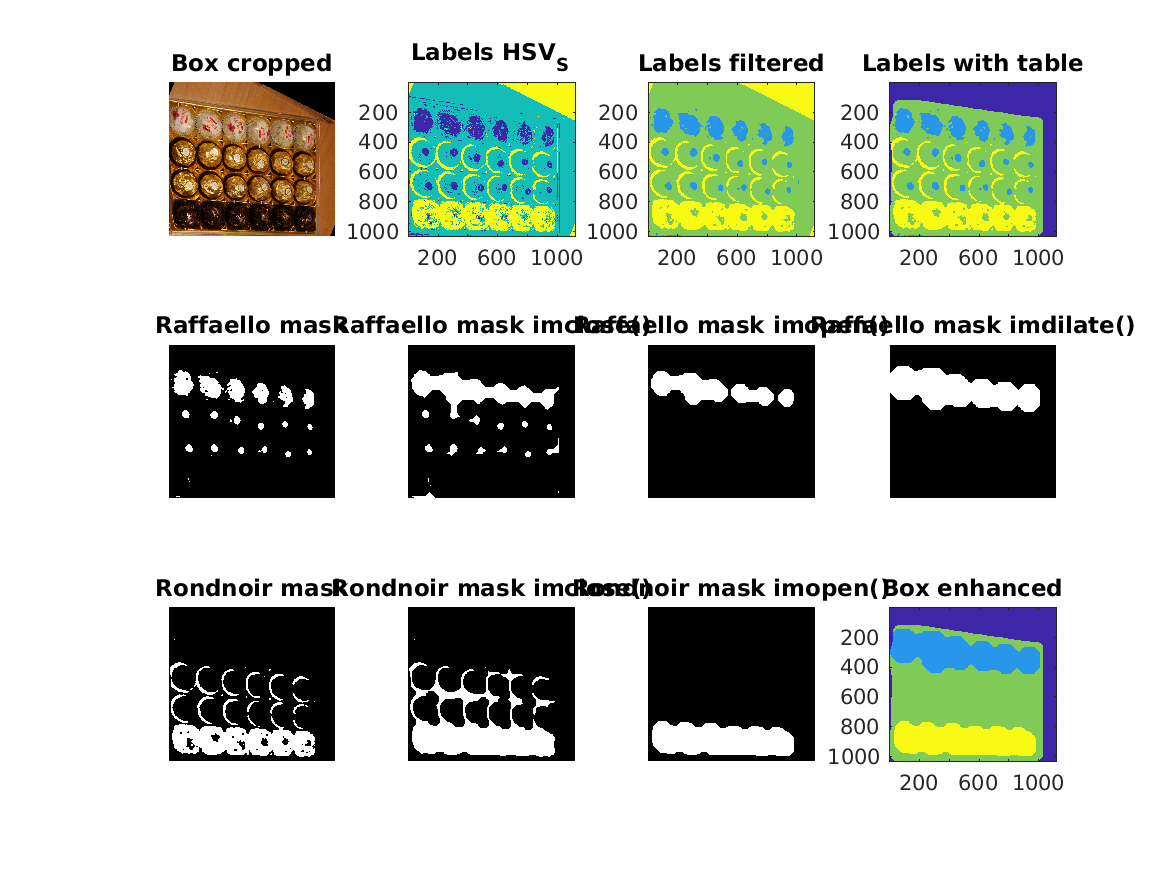 Box cropped
Labels HSV_S
Labels filtered
Labels with table
200
400
600
800
1000
200 600 1000
200
400
600
800
1000
200 600 1000
200
400
600
800
1000
200 600 1000
Raffaello mask
Raffaello mask imclose()
Raffaello mask imopen()
Raffaello mask imdilate()
Rondnoir mask
Rondnoir mask imclose()
Rondnoir mask imopen()
Box enhanced
200
400
600
800
1000
200 600 1000